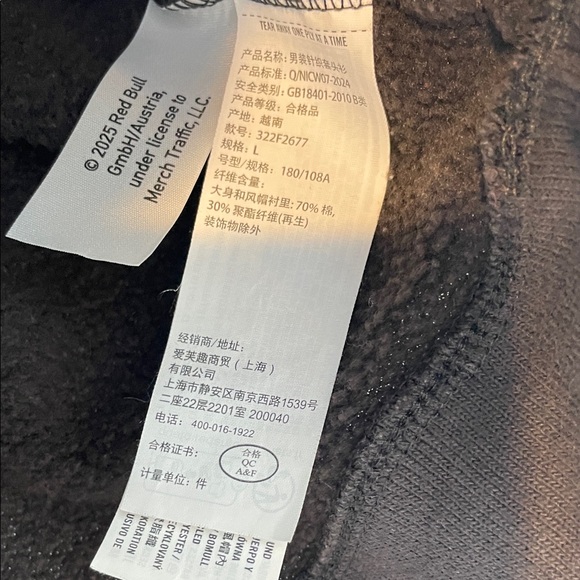 © 2025 Red Bull
GmbH/Austria,
under license to
Merch Traffic, LLC.
TEAR AWAY ONE PLY AT A TIME
产品名称: 男装针织套头衫
产品标准: Q/NICW07-2024
安全类别: GB18401-2010 B类
产品等级: 合格品
产地: 越南
款号: 322F2677
规格: L
号型/规格: 180/108A
纤维含量:
大身和风帽衬里: 70% 棉,
30% 聚酯纤维(再生)
装饰物除外
经销商/地址:
爱芙趣商贸（上海）
有限公司
上海市静安区南京西路1539号
二座22层2201室 200040
电话: 400-016-1922
合格证书:
合格
QC
A&F
计量单位: 件